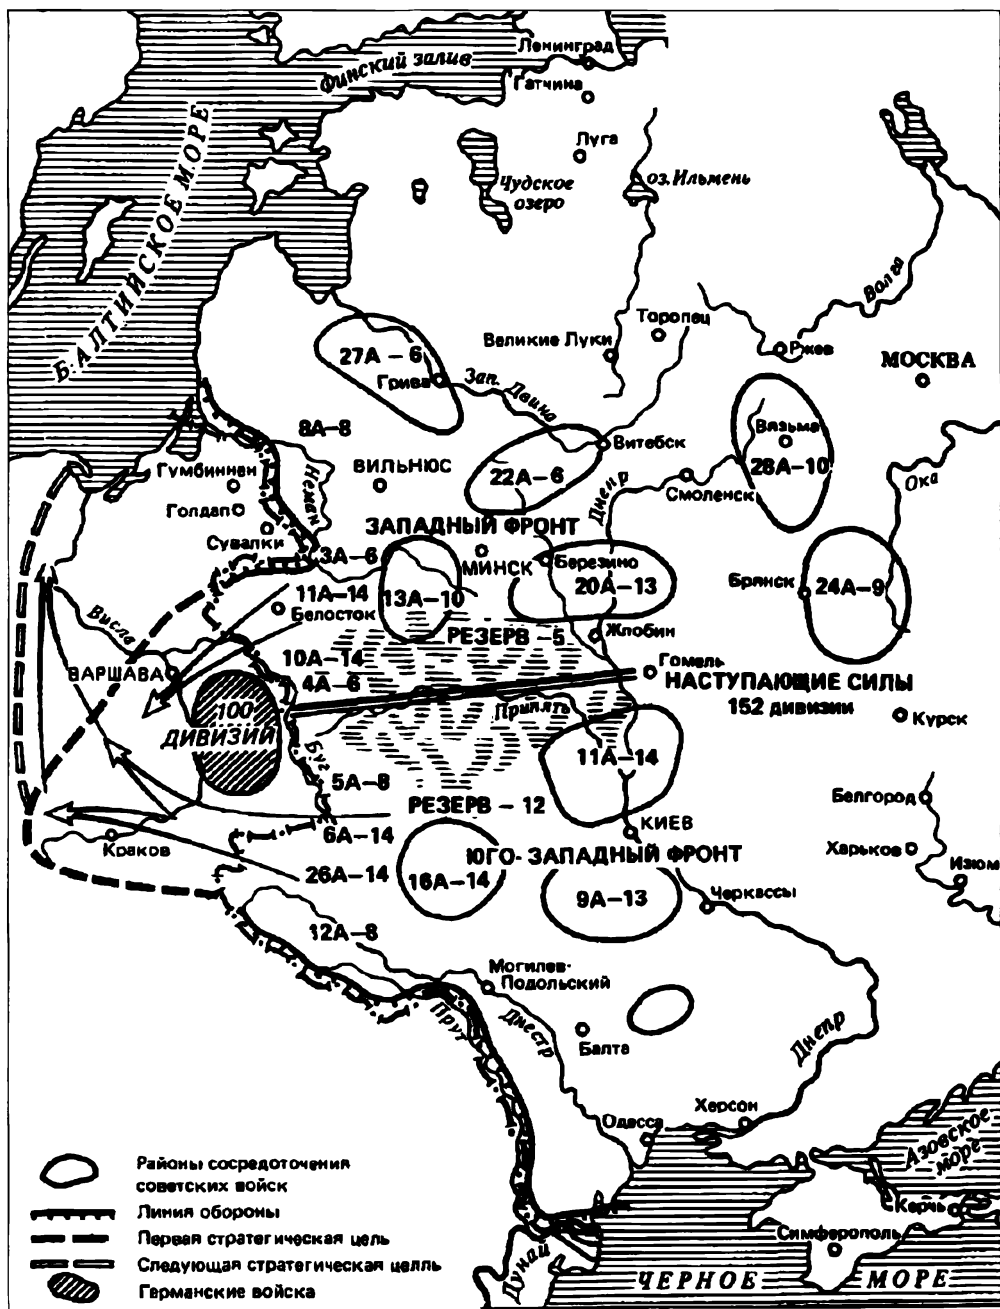 Ленинград
Финский залив
Гатчина
Луга
БАЛТИЙСКОЕ МОРЕ
Чудское
озеро
оз. Ильмень
Волга
Торопец
Великие Луки
Ржев
МОСКВА
27А – 6
Грива
Зап. Двина
8А–8
Витебск
Вязьма
28А–10
Гумбиннен
ВИЛЬНЮС
22А–6
Днепр
Смоленск
Ока
Неман
Голдап
Сувалки
ЗАПАДНЫЙ ФРОНТ
3А–6
МИНСК
Березино
20А–13
Брянск
24А–9
11А–14
13А–10
Белосток
Висла
РЕЗЕРВ –5
Жлобин
ВАРШАВА
10А–14
4А–6
Гомель
НАСТУПАЮЩИЕ СИЛЫ
152 дивизии
100
ДИВИЗИЙ
Припять
Курск
Буг
11А–14
5А–8
РЕЗЕРВ – 12
Белгород
6А–14
КИЕВ
Краков
Харьков
Изюм
ЮГО- ЗАПАДНЫЙ ФРОНТ
26А–14
16А–14
9А–13
Черкассы
12А–8
Могилев-
Подольский
Прут
Днестр
Балта
Днепр
Херсон
Одесса
Азовское
море
Керчь
Симферополь
Дунай
ЧЕРНОЕ МОРЕ
Районы сосредоточения
советских войск
Линия обороны
Первая стратегическая цель
Следующая стратегическая целль
Германские войска